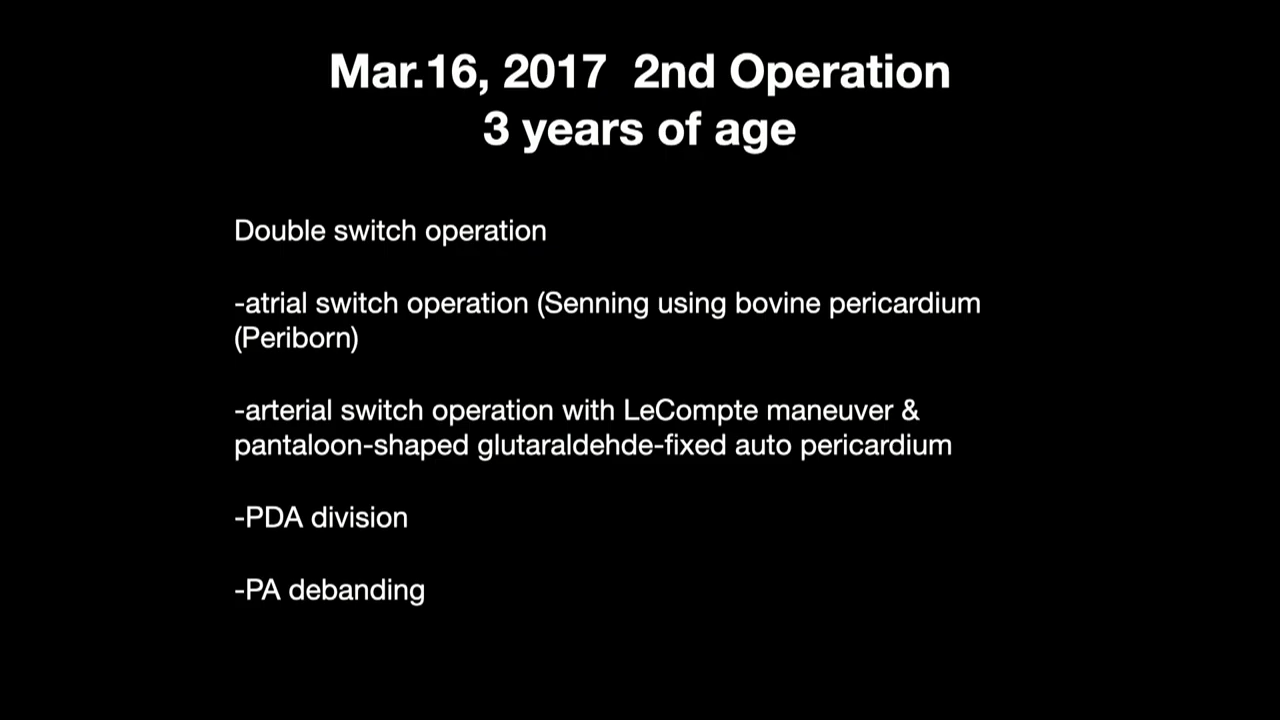 Mar.16, 2017  2nd Operation
3 years of age
Double switch operation
-atrial switch operation (Senning using bovine pericardium
(Periborn)
-arterial switch operation with LeCompte maneuver &
pantaloon-shaped glutaraldehde-fixed auto pericardium
-PDA division
-PA debanding